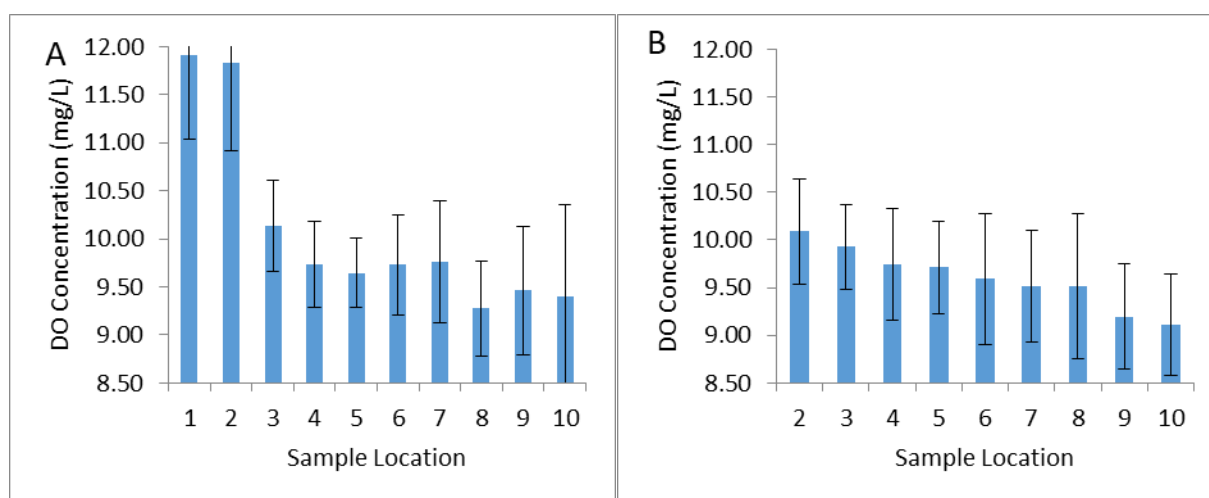 A
DO Concentration (mg/L)
12.00
11.50
11.00
10.50
10.00
9.50
9.00
8.50
1 2 3 4 5 6 7 8 9 10
Sample Location
B
DO Concentration (mg/L)
12.00
11.50
11.00
10.50
10.00
9.50
9.00
8.50
2 3 4 5 6 7 8 9 10
Sample Location